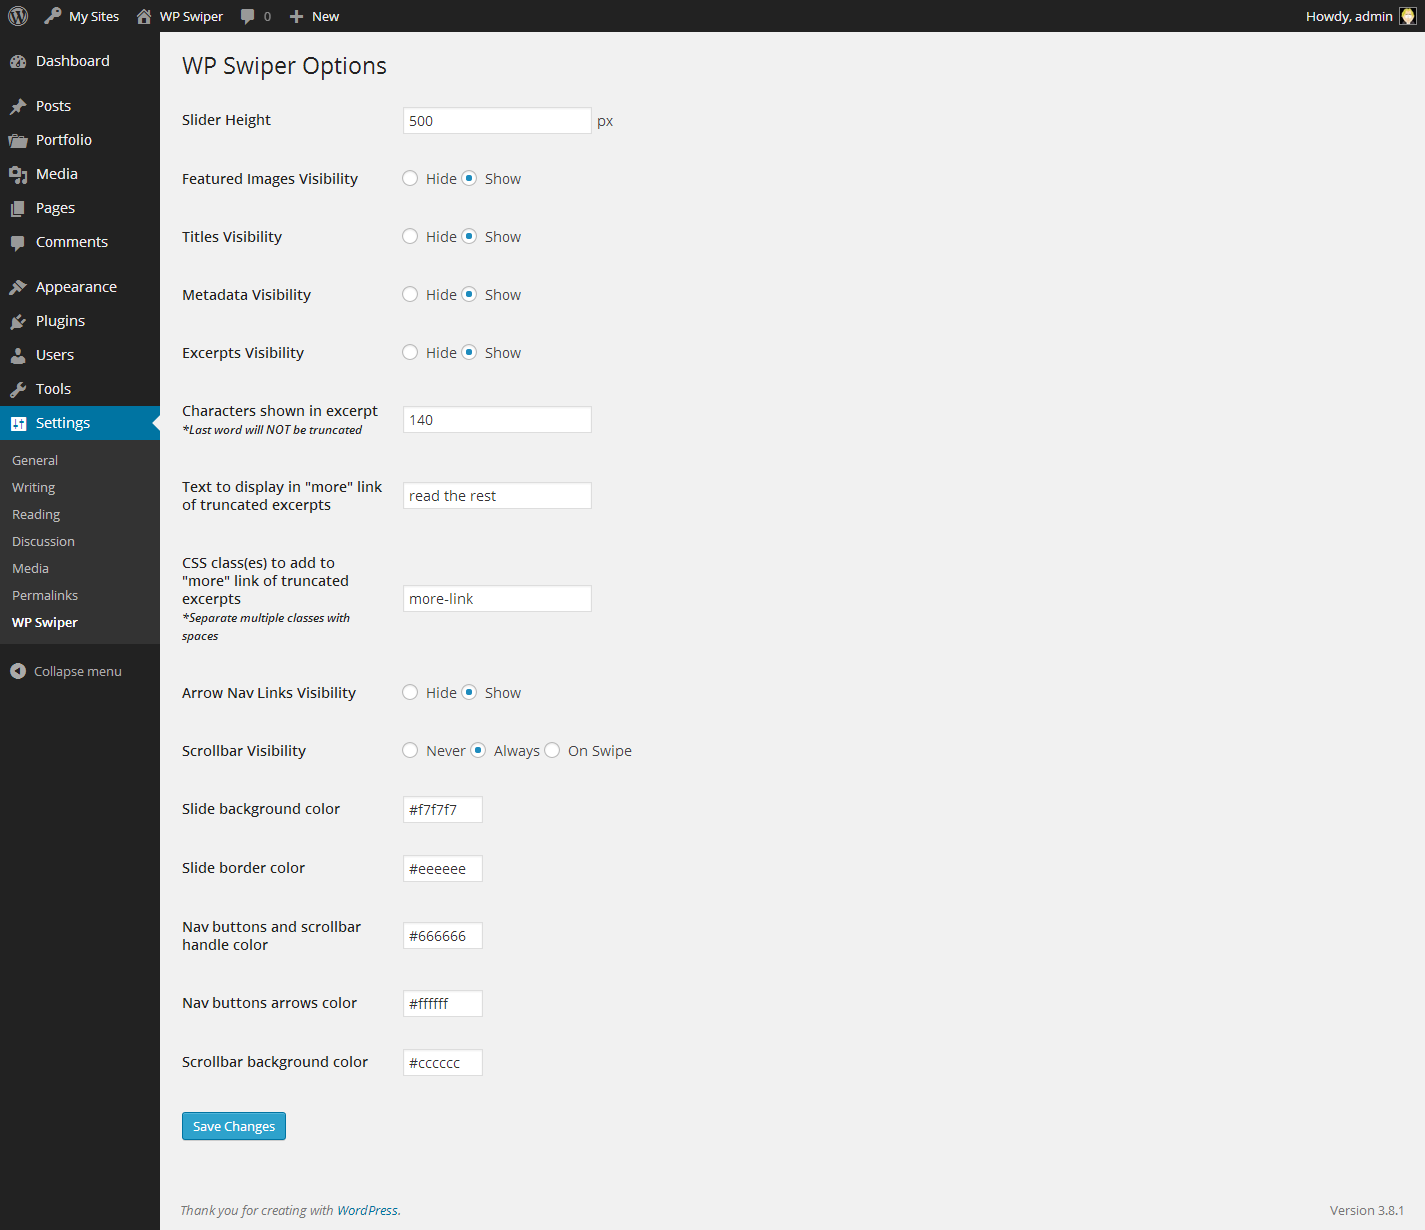 My Sites WP Swiper 0 New Howdy, admin
Dashboard
Posts
Portfolio
Media
Pages
Comments
Appearance
Plugins
Users
Tools
Settings
General
Writing
Reading
Discussion
Media
Permalinks
WP Swiper
Collapse menu
WP Swiper Options
Slider Height 500 px
Featured Images Visibility Hide Show
Titles Visibility Hide Show
Metadata Visibility Hide Show
Excerpts Visibility Hide Show
Characters shown in excerpt 140
*Last word will NOT be truncated
Text to display in "more" link read the rest
of truncated excerpts
CSS class(es) to add to
"more" link of truncated
excerpts more-link
*Separate multiple classes with
spaces
Arrow Nav Links Visibility Hide Show
Scrollbar Visibility Never Always On Swipe
Slide background color #f7f7f7
Slide border color #eeeeee
Nav buttons and scrollbar #666666
handle color
Nav buttons arrows color #ffffff
Scrollbar background color #cccccc
Save Changes
Thank you for creating with WordPress. Version 3.8.1